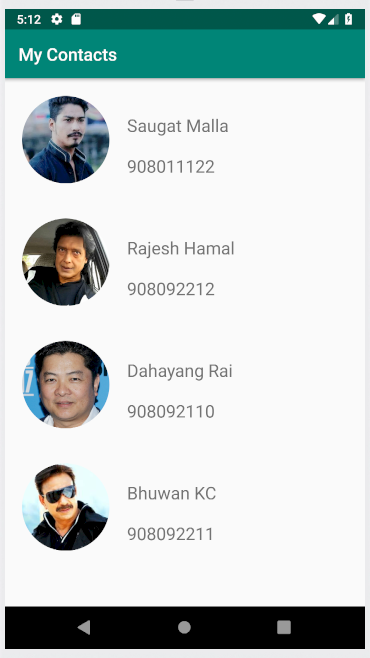 5:12
My Contacts
Saugat Malla
908011122
Rajesh Hamal
908092212
Dahayang Rai
908092110
Bhuwan KC
908092211